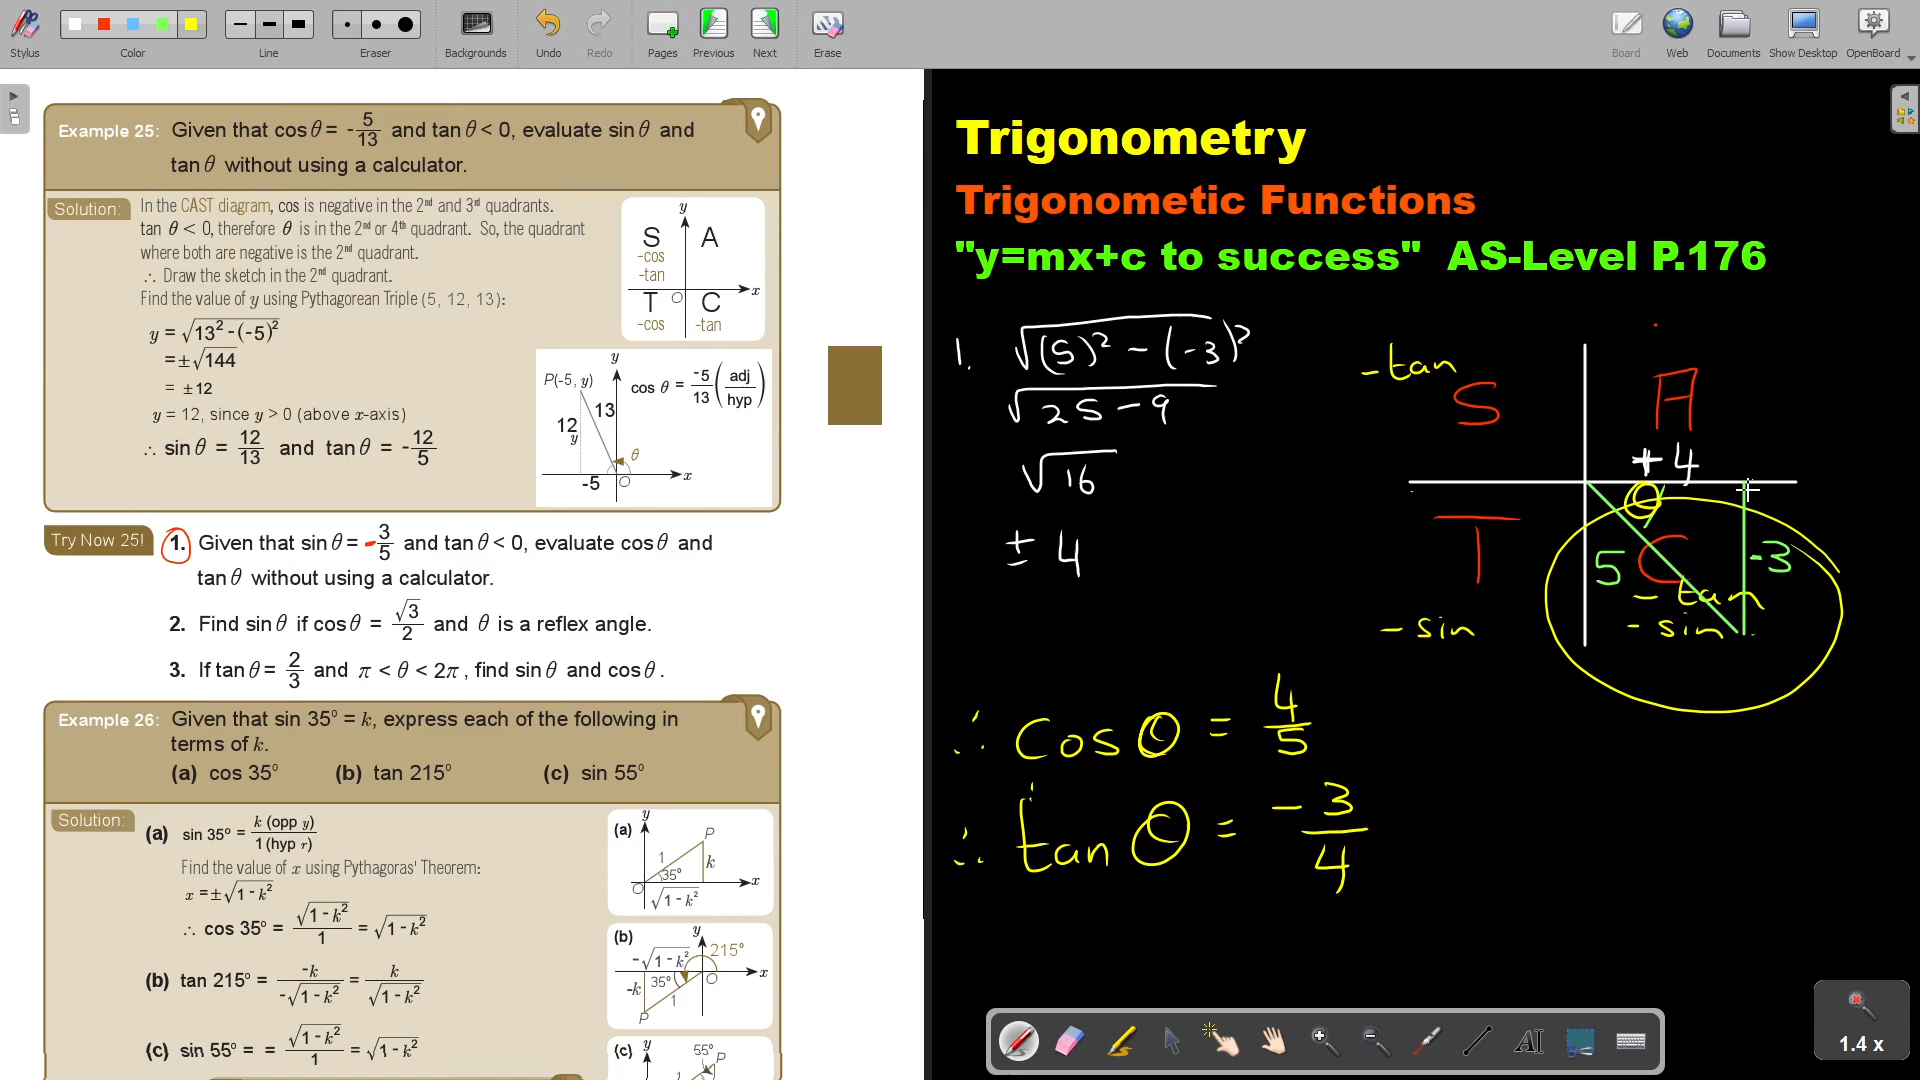 Stylus Color Line Eraser Backgrounds Undo Redo Pages Previous Next Erase Board Web Documents Show Desktop OpenBoard
Example 25: Given that cos θ = -5/13 and tan θ < 0, evaluate sin θ and
tan θ without using a calculator.
Solution:
In the CAST diagram, cos is negative in the 2nd and 3rd quadrants.
tan θ < 0, therefore θ is in the 2nd or 4th quadrant. So, the quadrant
where both are negative is the 2nd quadrant.
∴ Draw the sketch in the 2nd quadrant.
Find the value of y using Pythagorean Triple (5, 12, 13):
y = √(13² - (-5)²)
= ±√144
= ±12
y = 12, since y > 0 (above x-axis)
∴ sin θ = 12/13 and tan θ = -12/5
y
S A
-cos
-tan
O x
T C
-cos -tan
y
P(-5, y)
cos θ = -5/13 (adj/hyp)
13
12
y
θ
-5 O x
Try Now 25!
1. Given that sin θ = -3/5 and tan θ < 0, evaluate cos θ and
tan θ without using a calculator.
2. Find sin θ if cos θ = √3/2 and θ is a reflex angle.
3. If tan θ = 2/3 and π < θ < 2π, find sin θ and cos θ.
Example 26: Given that sin 35° = k, express each of the following in
terms of k.
(a) cos 35° (b) tan 215° (c) sin 55°
Solution:
(a) sin 35° = k (opp y)/1 (hyp r)
Find the value of x using Pythagoras' Theorem:
x = ±√(1 - k²)
∴ cos 35° = √(1 - k²)/1 = √(1 - k²)
(b) tan 215° = -k/-√(1 - k²) = k/√(1 - k²)
(c) sin 55° = = √(1 - k²)/1 = √(1 - k²)
(a) y
P
1 k
35°
O x
√(1 - k²)
(b) y
-√(1 - k²) 215°
x
-k 35° O
1
P
(c) y 55° P
1
Trigonometry
Trigonometic Functions
"y=mx+c to success" AS-Level P.176
1. √((5)² - (-3)²)
√(25 - 9)
√16
± 4
- tan
S A
+ 4
θ
T 5 C -3
- tan
- sin - sin
∴ cos θ = 4/5
∴ tan θ = -3/4
1.4 x